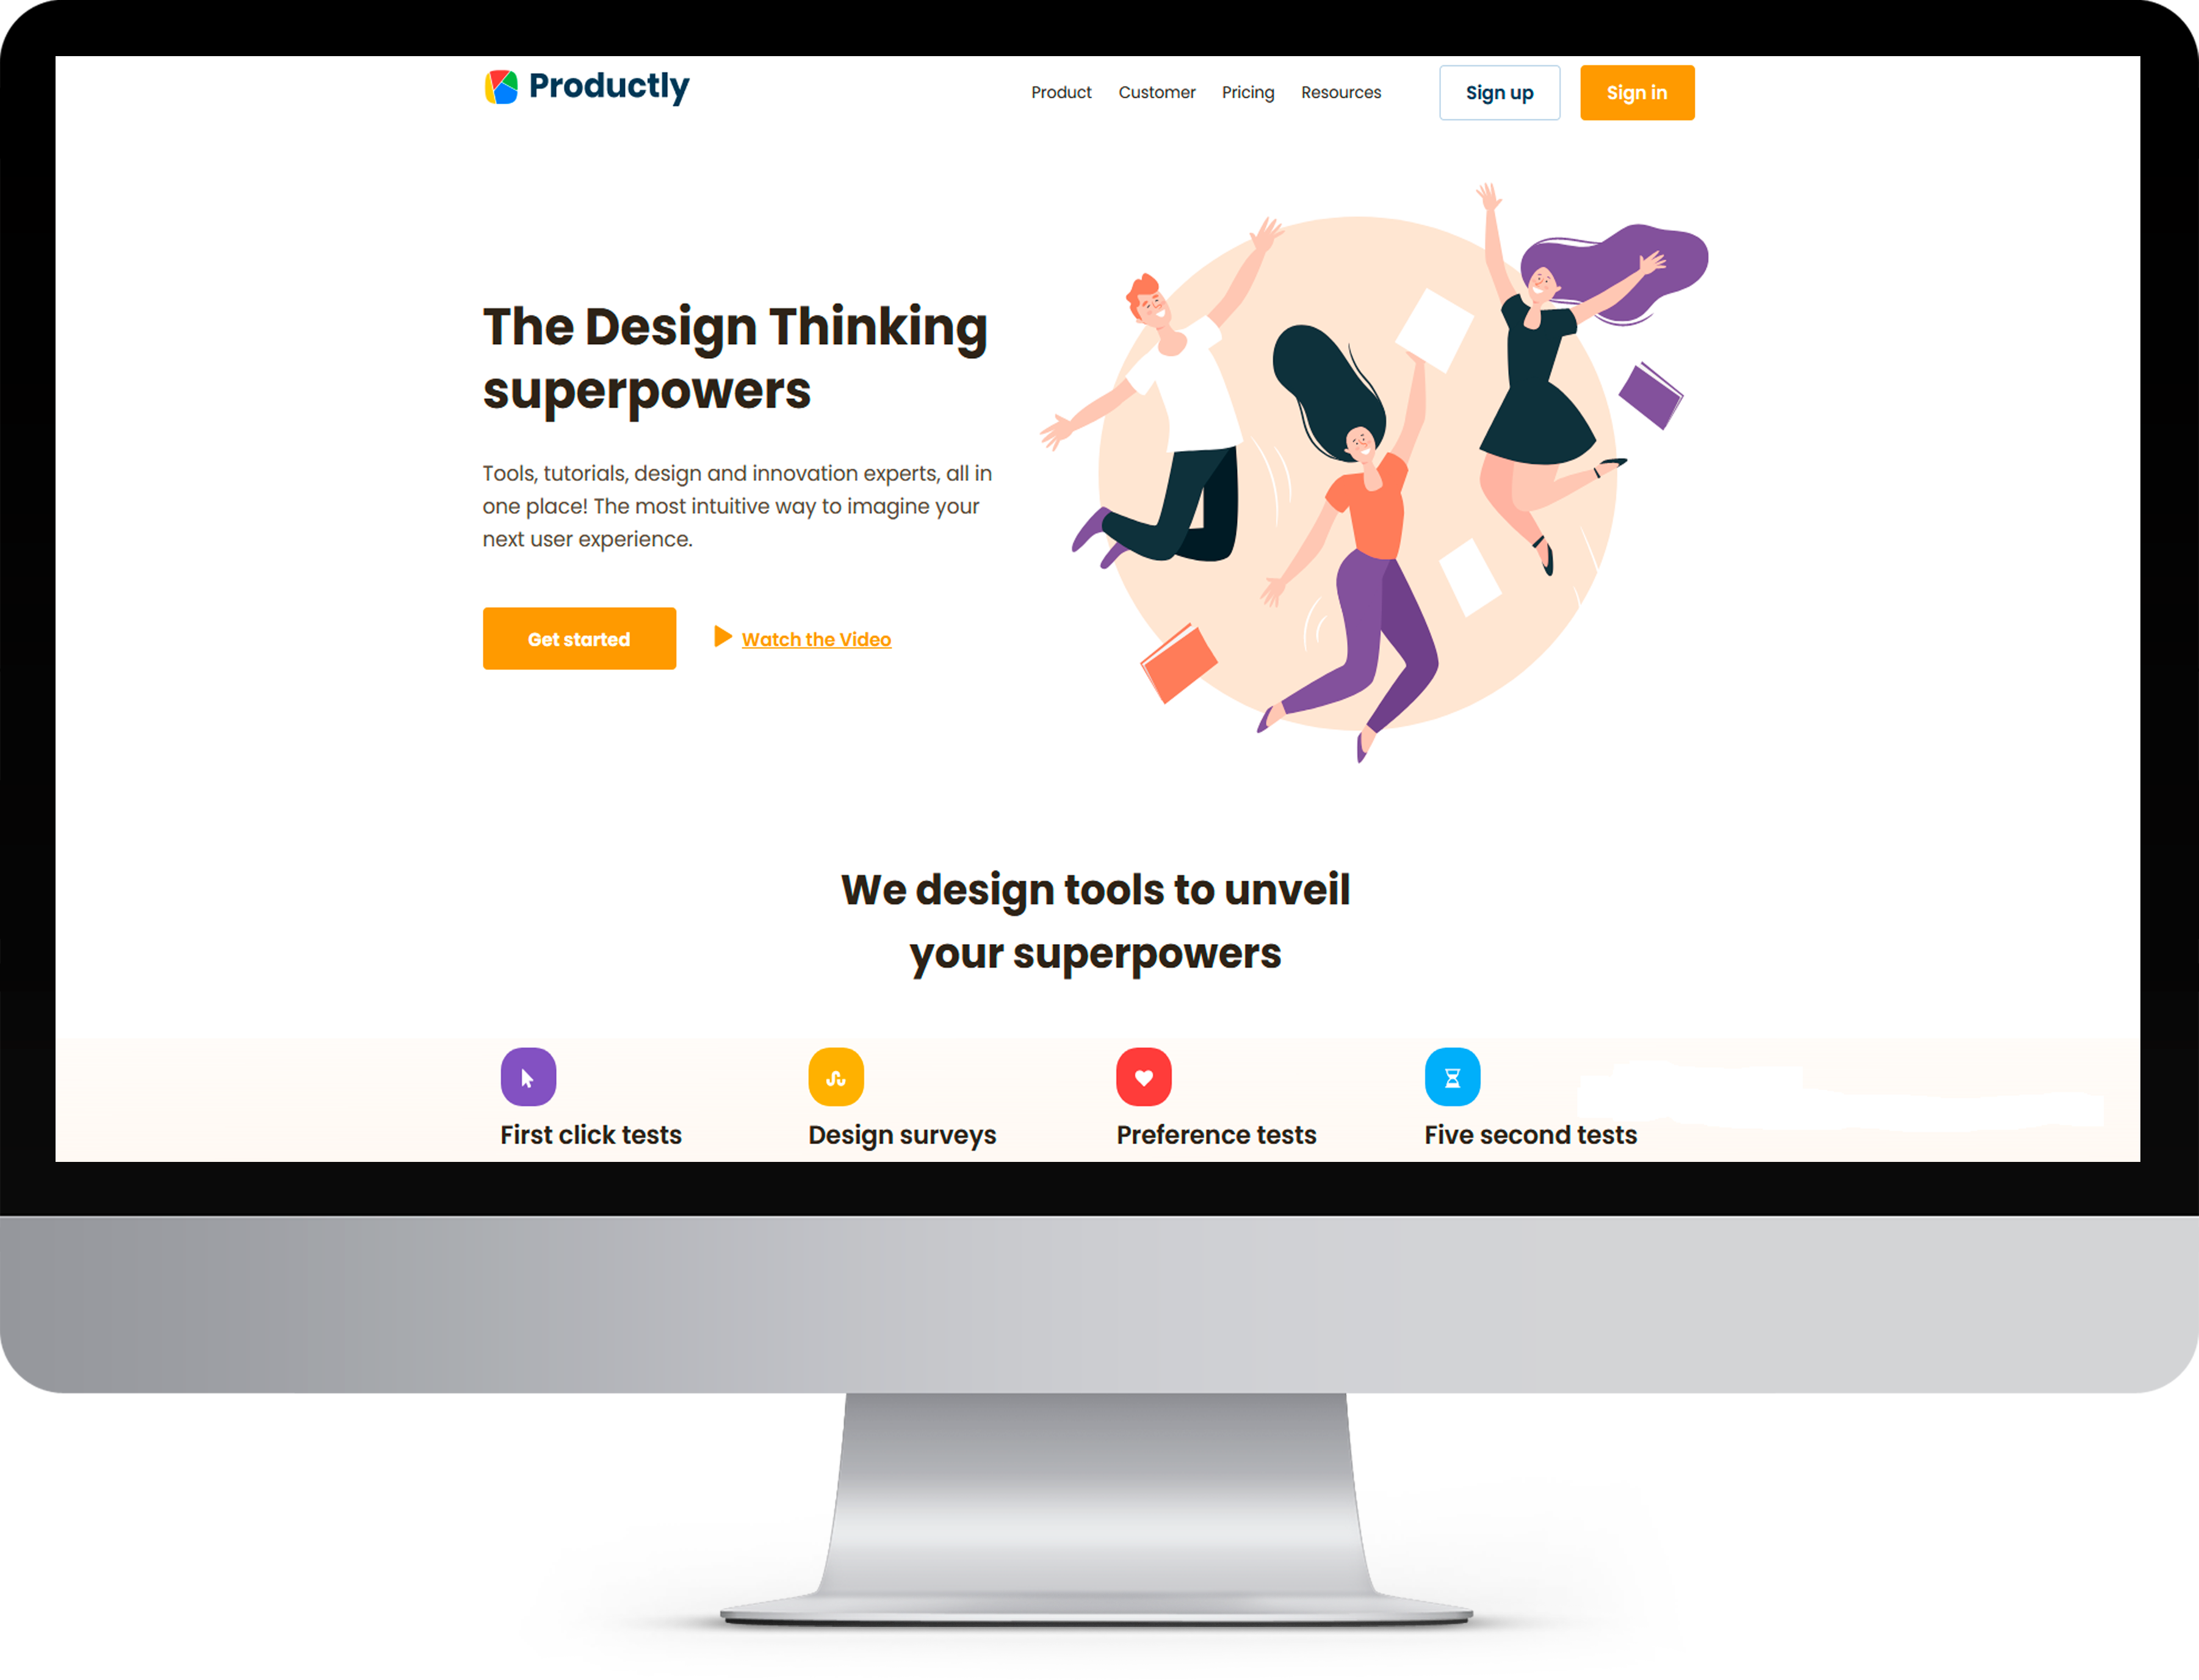 Productly
Product Customer Pricing Resources Sign up Sign in
The Design Thinking
superpowers
Tools, tutorials, design and innovation experts, all in
one place! The most intuitive way to imagine your
next user experience.
Get started Watch the Video
We design tools to unveil
your superpowers
First click tests Design surveys Preference tests Five second tests